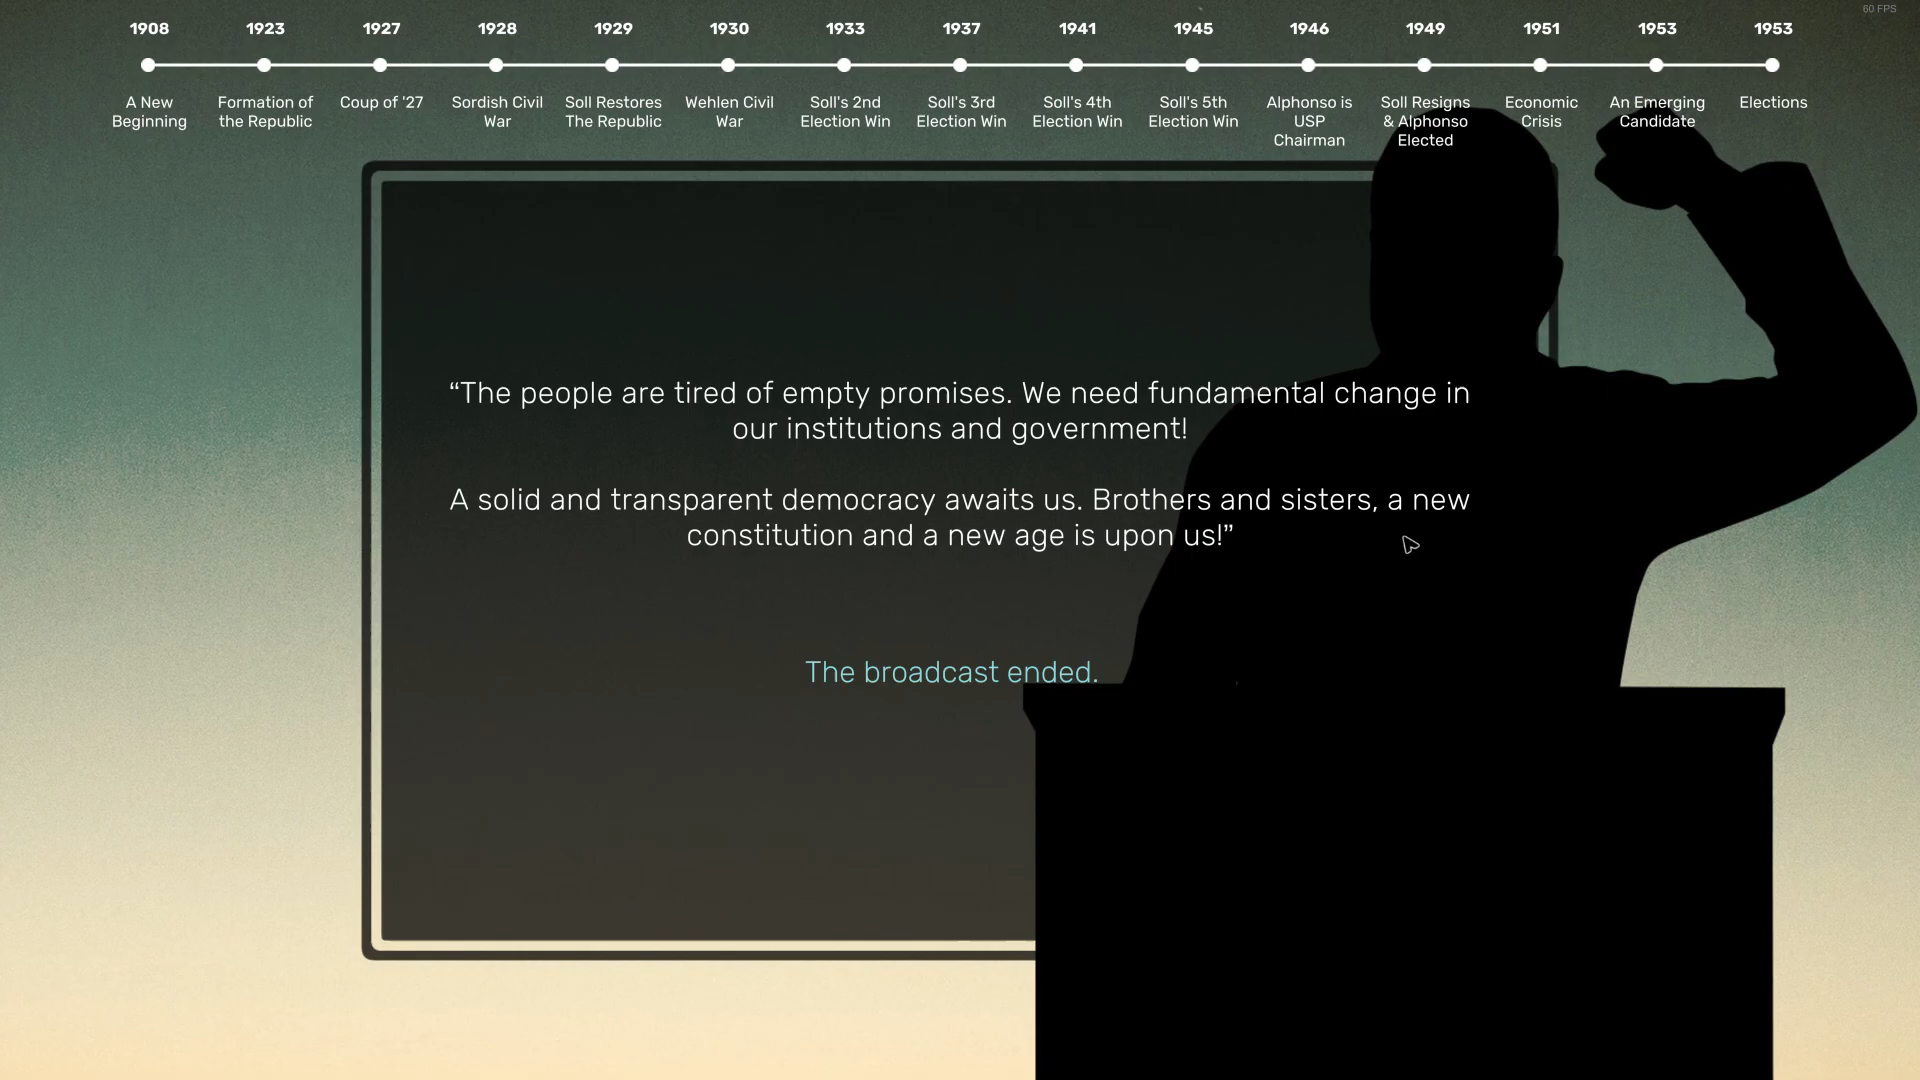 60 FPS
1908 1923 1927 1928 1929 1930 1933 1937 1941 1945 1946 1949 1951 1953 1953
A New
Beginning
Formation of
the Republic
Coup of '27
Sordish Civil
War
Soll Restores
The Republic
Wehlen Civil
War
Soll's 2nd
Election Win
Soll's 3rd
Election Win
Soll's 4th
Election Win
Soll's 5th
Election Win
Alphonso is
USP
Chairman
Soll Resigns
& Alphonso
Elected
Economic
Crisis
An Emerging
Candidate
Elections
“The people are tired of empty promises. We need fundamental change in
our institutions and government!
A solid and transparent democracy awaits us. Brothers and sisters, a new
constitution and a new age is upon us!”
The broadcast ended.